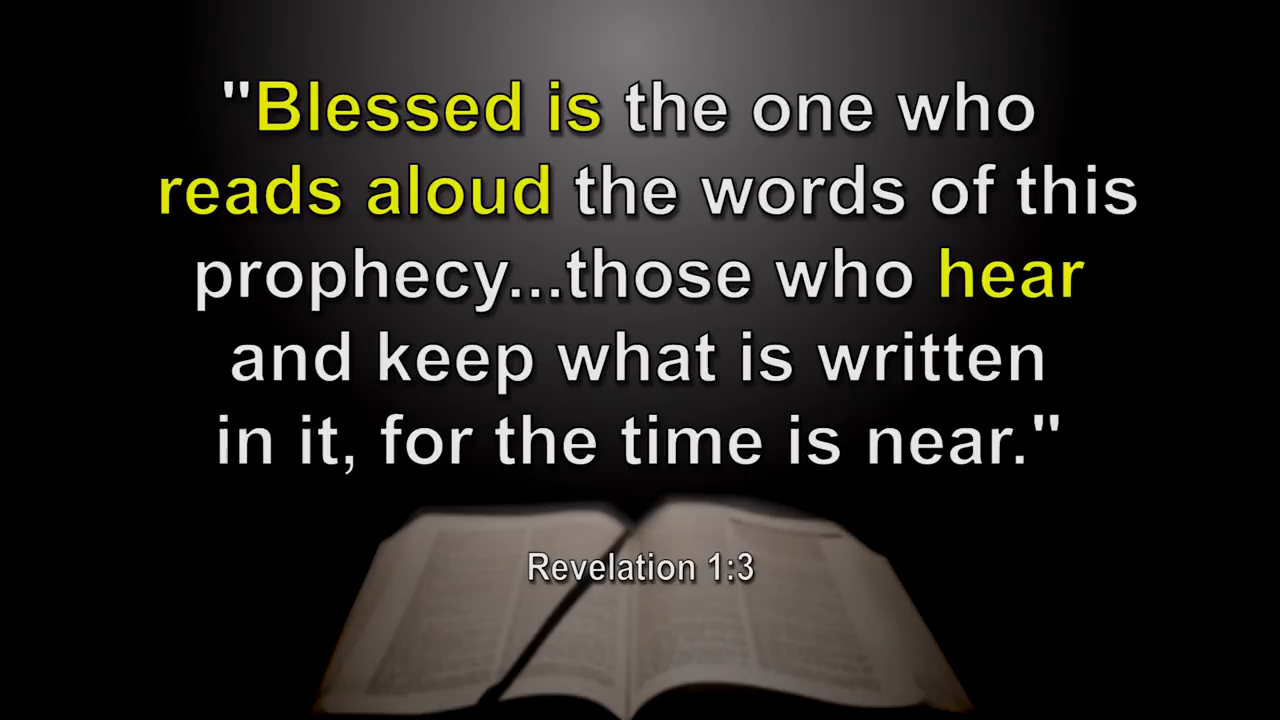 "Blessed is the one who
reads aloud the words of this
prophecy...those who hear
and keep what is written
in it, for the time is near."
Revelation 1:3